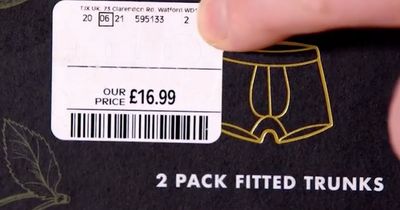 TJX UK, 73 Clarendon Rd, Watford WD1
20 06 21 595133 2
OUR
PRICE £16.99
2 PACK FITTED TRUNKS